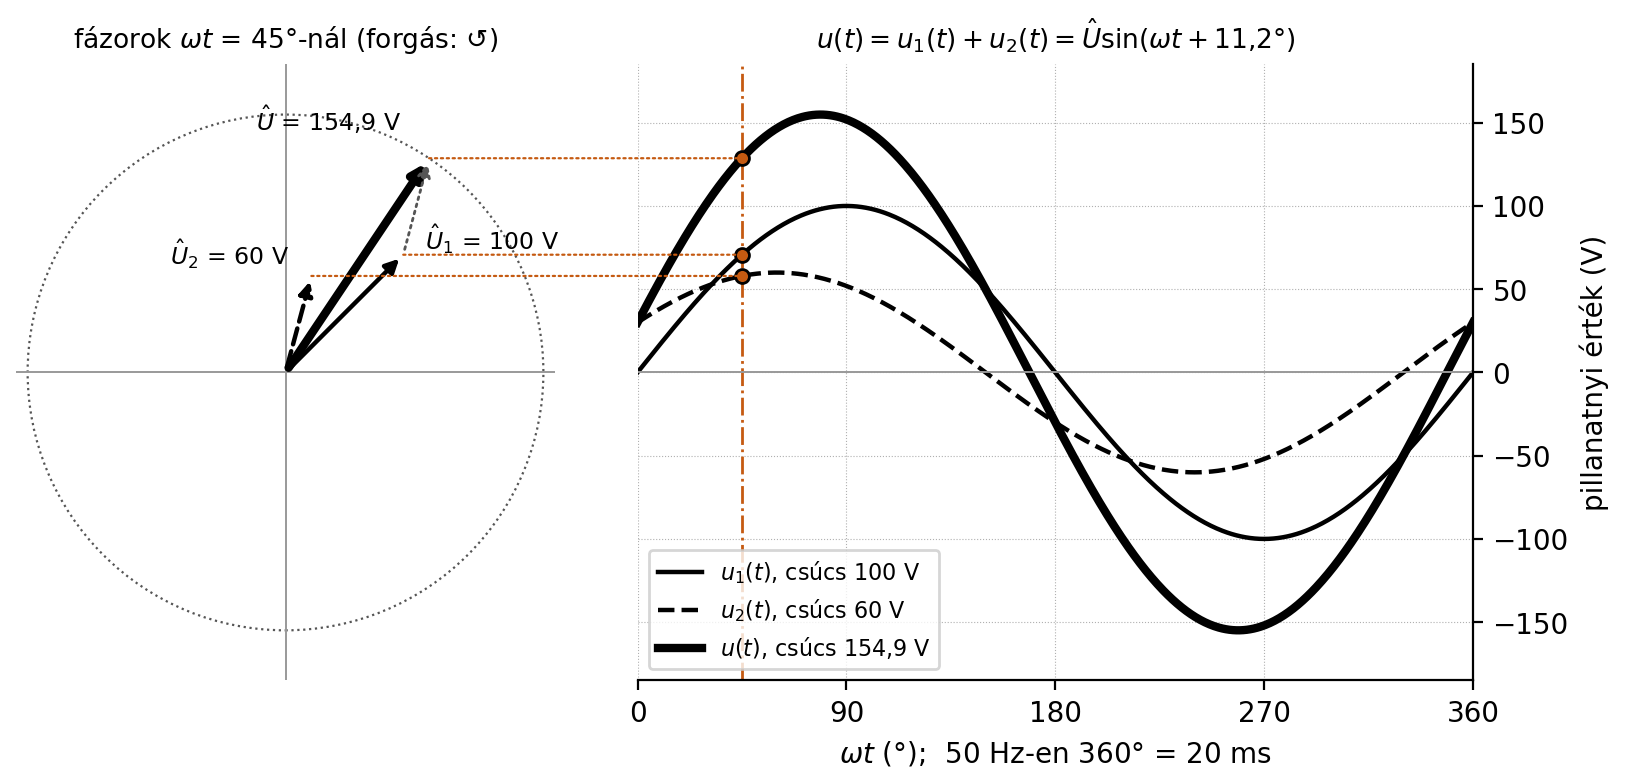 fázorok ωt = 45°-nál (forgás: ↺)
Û = 154,9 V
Û₁ = 100 V
Û₂ = 60 V
u(t) = u₁(t) + u₂(t) = Û sin(ωt + 11,2°)
150
100
50
0
−50
−100
−150
pillanatnyi érték (V)
u₁(t), csúcs 100 V
u₂(t), csúcs 60 V
u(t), csúcs 154,9 V
0 90 180 270 360
ωt (°); 50 Hz-en 360° = 20 ms